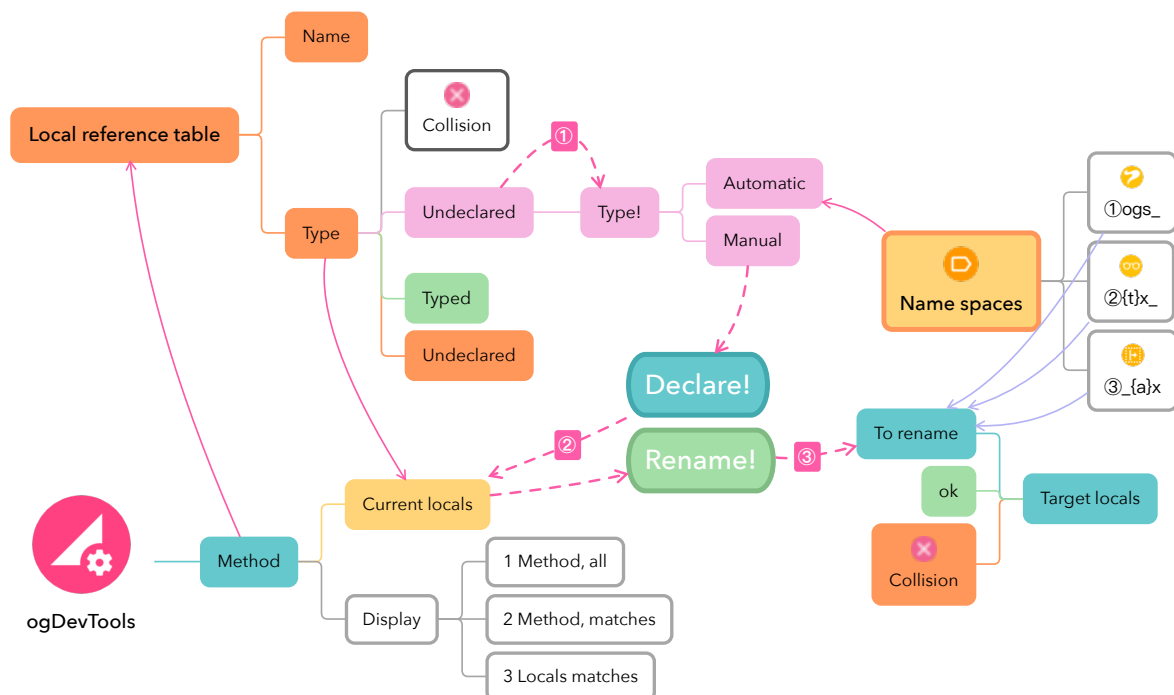 Name
Local reference table
Collision
①
Undeclared
Type!
Automatic
Manual
Type
Typed
Undeclared
Name spaces
①ogs_
②{t}x_
③_{a}x
Declare!
②
Rename!
③
To rename
ok
Target locals
Collision
Current locals
Method
ogDevTools
Display
1 Method, all
2 Method, matches
3 Locals matches